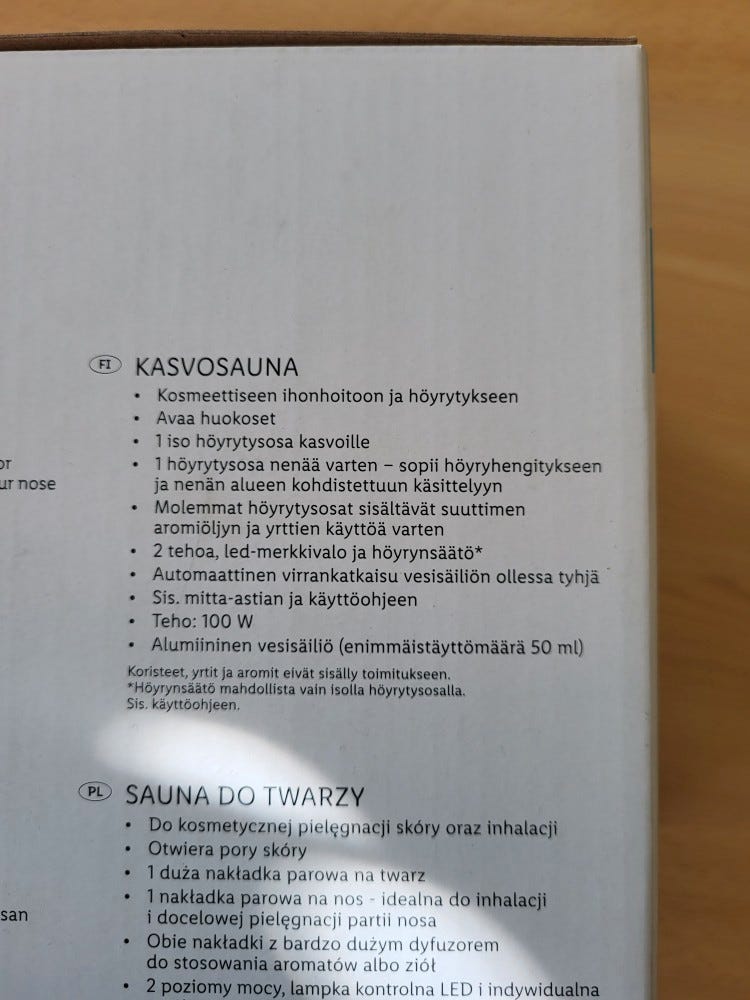 or
ur nose
FI KASVOSAUNA
• Kosmeettiseen ihonhoitoon ja höyrytykseen
• Avaa huokoset
• 1 iso höyrytysosa kasvoille
• 1 höyrytysosa nenää varten – sopii höyryhengitykseen
ja nenän alueen kohdistettuun käsittelyyn
• Molemmat höyrytysosat sisältävät suuttimen
aromiöljyn ja yrttien käyttöä varten
• 2 tehoa, led-merkkivalo ja höyrynsäätö*
• Automaattinen virrankatkaisu vesisäiliön ollessa tyhjä
• Sis. mitta-astian ja käyttöohjeen
• Teho: 100 W
• Alumiininen vesisäiliö (enimmäistäyttömäärä 50 ml)
Koristeet, yrtit ja aromit eivät sisälly toimitukseen.
*Höyrynsäätö mahdollista vain isolla höyrytysosalla.
Sis. käyttöohjeen.
PL SAUNA DO TWARZY
• Do kosmetycznej pielęgnacji skóry oraz inhalacji
• Otwiera pory skóry
• 1 duża nakładka parowa na twarz
• 1 nakładka parowa na nos - idealna do inhalacji
i docelowej pielęgnacji partii nosa
• Obie nakładki z bardzo dużym dyfuzorem
do stosowania aromatów albo ziół
• 2 poziomy mocy, lampka kontrolna LED i indywidualna
san